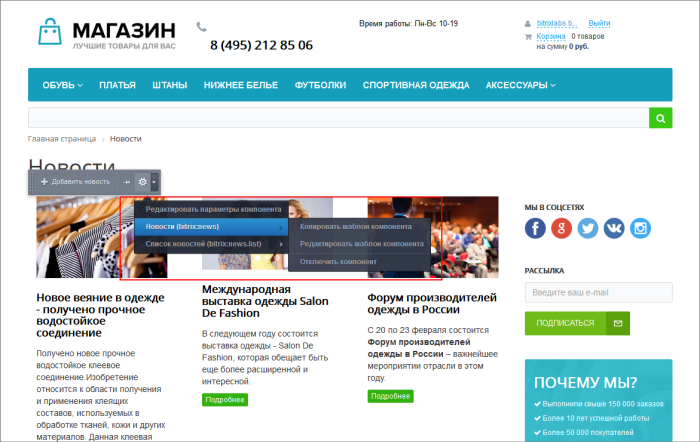 МАГАЗИН
ЛУЧШИЕ ТОВАРЫ ДЛЯ ВАС
8 (495) 212 85 06
Время работы: Пн-Вс 10-19
bitrixlabs b...
Выйти
Корзина 0 товаров
на сумму 0 руб.
ОБУВЬ ПЛАТЬЯ ШТАНЫ НИЖНЕЕ БЕЛЬЕ ФУТБОЛКИ СПОРТИВНАЯ ОДЕЖДА АКСЕССУАРЫ
Главная страница Новости
Новости
Добавить новость
Редактировать параметры компонента
Новости (bitrix:news)
Список новостей (bitrix:news.list)
Копировать шаблон компонента
Редактировать шаблон компонента
Отключить компонент
Новое веяние в одежде
- получено прочное
водостойкое
соединение
Получено новое прочное
водостойкое клеевое
соединение.Изобретение
относится к области получения
и применения клеящих
составов, используемых в
обработке тканей, кожи и других
материалов. Данная клеевая
Международная
выставка одежды Salon
De Fashion
В следующем году состоится
выставка одежды - Salon De
Fashion, которая обещает быть
еще более расширенной и
интересной.
Подробнее
Форум производителей
одежды в России
С 20 по 23 февраля состоится
Форум производителей
одежды в России – важнейшее
мероприятии отрасли в этом
году.
Подробнее
МЫ В СОЦСЕТЯХ
РАССЫЛКА
Введите ваш e-mail
ПОДПИСАТЬСЯ
ПОЧЕМУ МЫ?
Выполнили свыше 150 000 заказов
Более 10 лет успешной работы
Более 50 000 покупателей